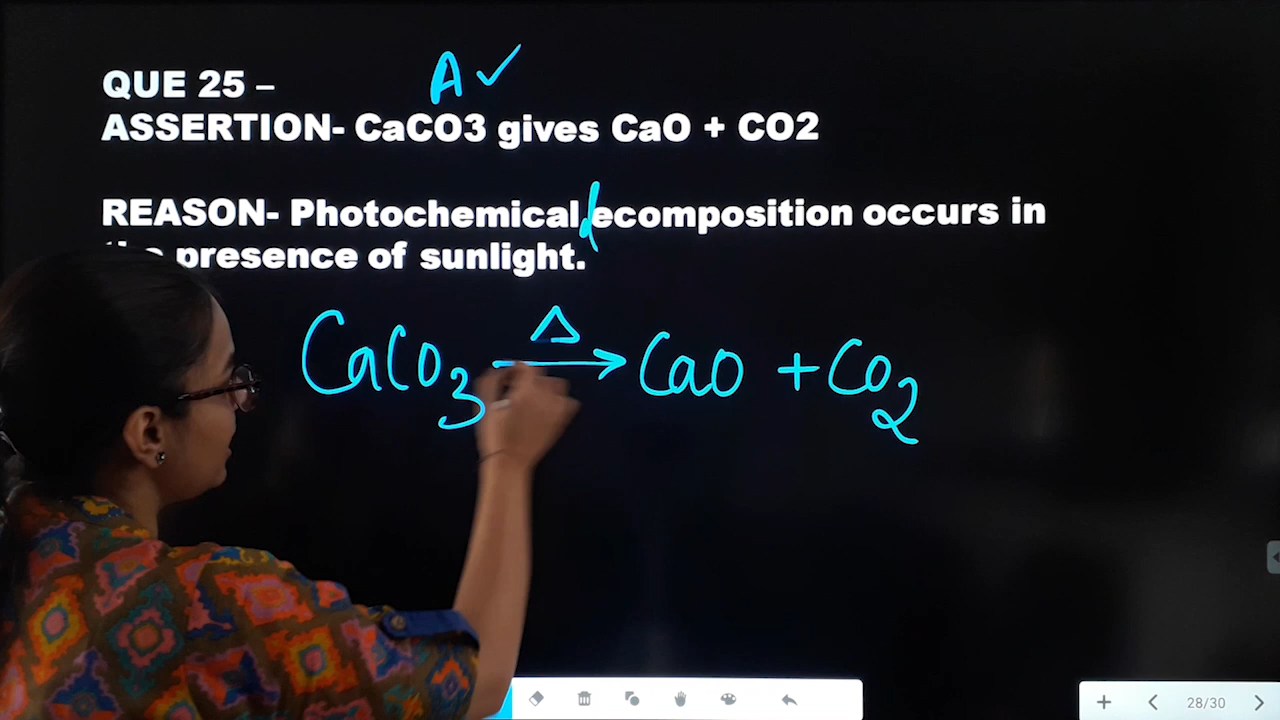 QUE 25 –
A ✓
ASSERTION- CaCO3 gives CaO + CO2
REASON- Photochemical decomposition occurs in
the presence of sunlight.
CaCO3 Δ→ CaO + CO2
28/30